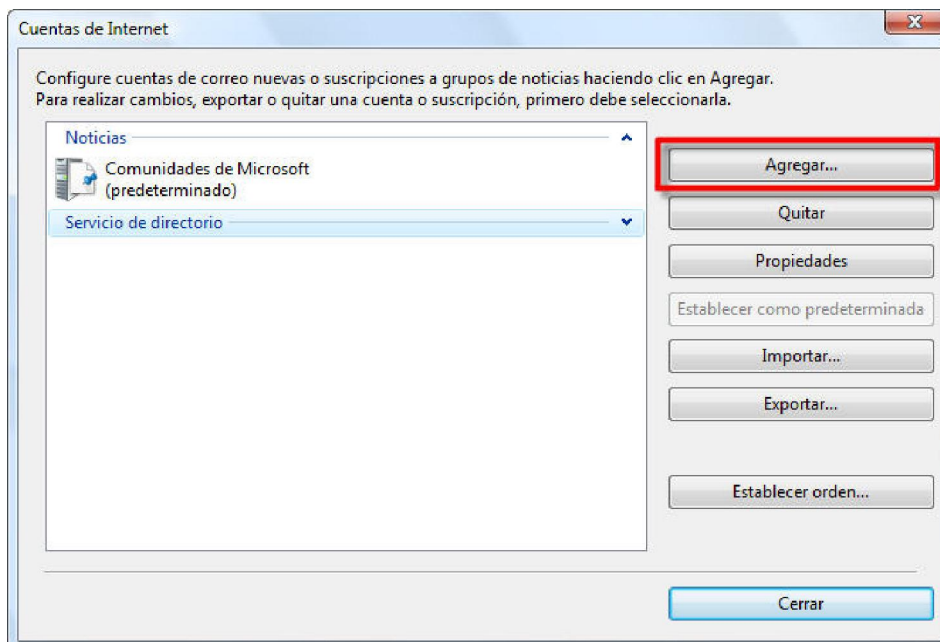 Cuentas de Internet
Configure cuentas de correo nuevas o suscripciones a grupos de noticias haciendo clic en Agregar.
Para realizar cambios, exportar o quitar una cuenta o suscripción, primero debe seleccionarla.
Noticias
Comunidades de Microsoft
(predeterminado)
Servicio de directorio
Agregar...
Quitar
Propiedades
Establecer como predeterminada
Importar...
Exportar...
Establecer orden...
Cerrar